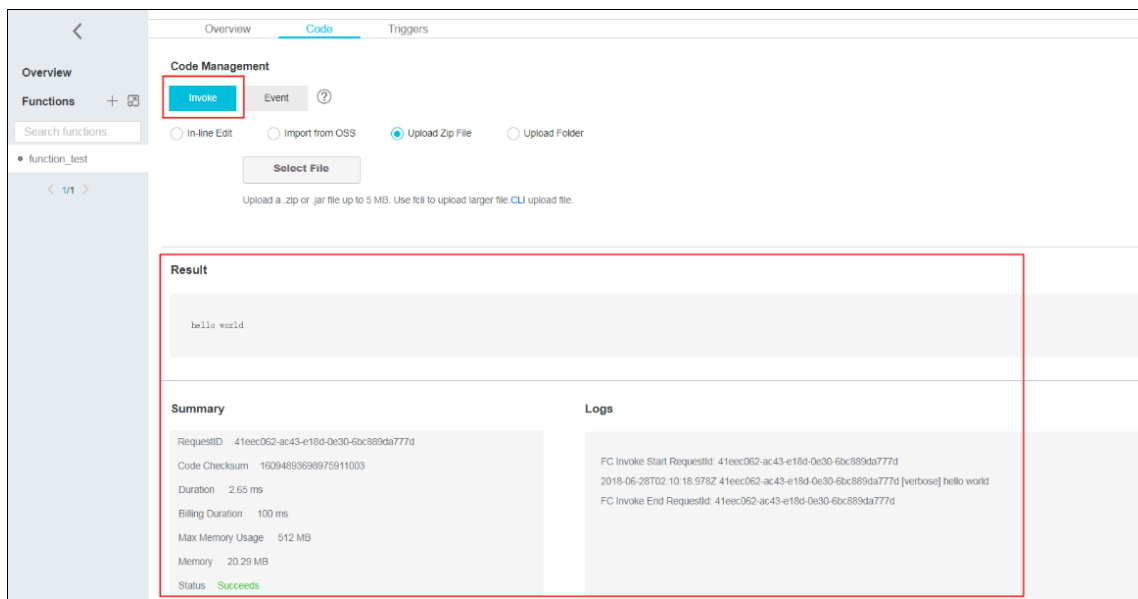 Overview Code Triggers
Overview
Functions
Search functions.
function_test
1/1
Code Management
Invoke Event ?
In-line Edit Import from OSS Upload Zip File Upload Folder
Select File
Upload a .zip or .jar file up to 5 MB. Use fcli to upload larger file.CLI upload file.
Result
hello world
Summary
RequestID 41eec062-ac43-e18d-0e30-6bc889da777d
Code Checksum 16094893698975911003
Duration 2.65 ms
Billing Duration 100 ms
Max Memory Usage 512 MB
Memory 20.29 MB
Status Succeeds
Logs
FC Invoke Start RequestId: 41eec062-ac43-e18d-0e30-6bc889da777d
2018-06-28T02:10:18.978Z 41eec062-ac43-e18d-0e30-6bc889da777d [verbose] hello world
FC Invoke End RequestId: 41eec062-ac43-e18d-0e30-6bc889da777d